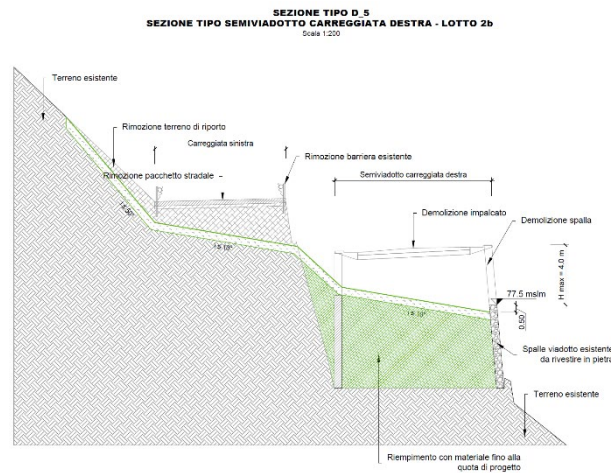 SEZIONE TIPO D_5
SEZIONE TIPO SEMIVIADOTTO CARREGGIATA DESTRA - LOTTO 2b
Scala 1:200
Terreno esistente
Rimozione terreno di riporto
Carreggiata sinistra
Rimozione barriera esistente
Rimozione pacchetto stradale
Semiviadotto carreggiata destra
Demolizione impalcato
Demolizione spalla
H max = 4.0 m
77.5 mslm
0.50
Spalle viadotto esistente
da rivestire in pietra
Terreno esistente
Riempimento con materiale fino alla
quota di progetto